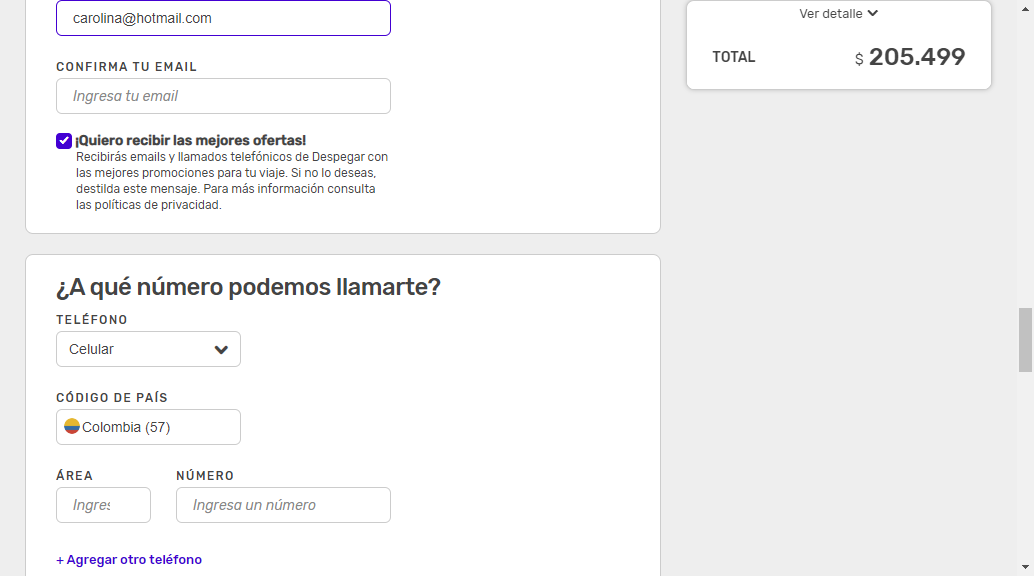 carolina@hotmail.com
CONFIRMA TU EMAIL
Ingresa tu email
¡Quiero recibir las mejores ofertas!
Recibirás emails y llamados telefónicos de Despegar con
las mejores promociones para tu viaje. Si no lo deseas,
destilda este mensaje. Para más información consulta
las políticas de privacidad.
¿A qué número podemos llamarte?
TELÉFONO
Celular
CÓDIGO DE PAÍS
Colombia (57)
ÁREA NÚMERO
Ingres Ingresa un número
+ Agregar otro teléfono
Ver detalle
TOTAL $ 205.499